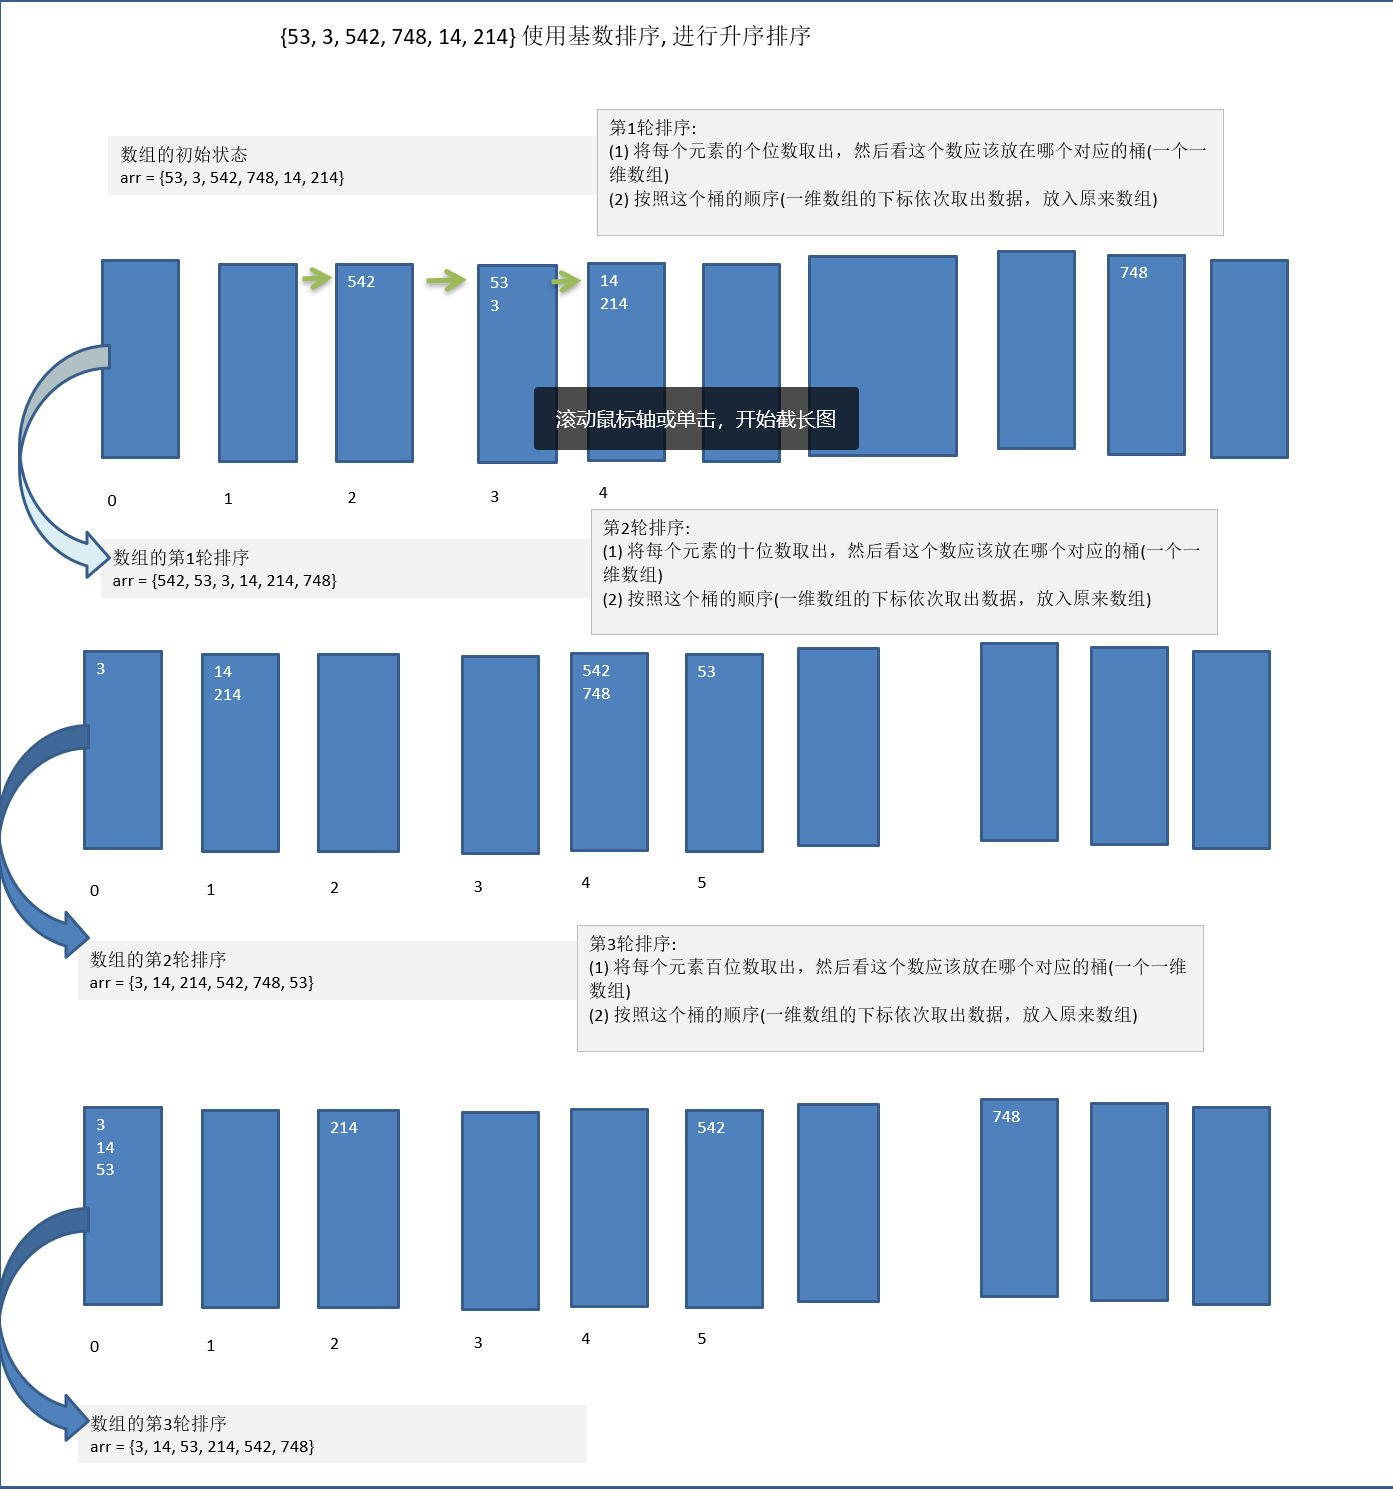 {53, 3, 542, 748, 14, 214} 使用基数排序, 进行升序排序
数组的初始状态
arr = {53, 3, 542, 748, 14, 214}
第1轮排序:
(1) 将每个元素的个位数取出，然后看这个数应该放在哪个对应的桶(一个一
维数组)
(2) 按照这个桶的顺序(一维数组的下标依次取出数据，放入原来数组)
542
53
3
14
214
748
滚动鼠标轴或单击，开始截长图
0
1
2
3
4
数组的第1轮排序
arr = {542, 53, 3, 14, 214, 748}
第2轮排序:
(1) 将每个元素的十位数取出，然后看这个数应该放在哪个对应的桶(一个一
维数组)
(2) 按照这个桶的顺序(一维数组的下标依次取出数据，放入原来数组)
3
14
214
542
748
53
0
1
2
3
4
5
数组的第2轮排序
arr = {3, 14, 214, 542, 748, 53}
第3轮排序:
(1) 将每个元素百位数取出，然后看这个数应该放在哪个对应的桶(一个一维
数组)
(2) 按照这个桶的顺序(一维数组的下标依次取出数据，放入原来数组)
3
14
53
214
542
748
0
1
2
3
4
5
数组的第3轮排序
arr = {3, 14, 53, 214, 542, 748}